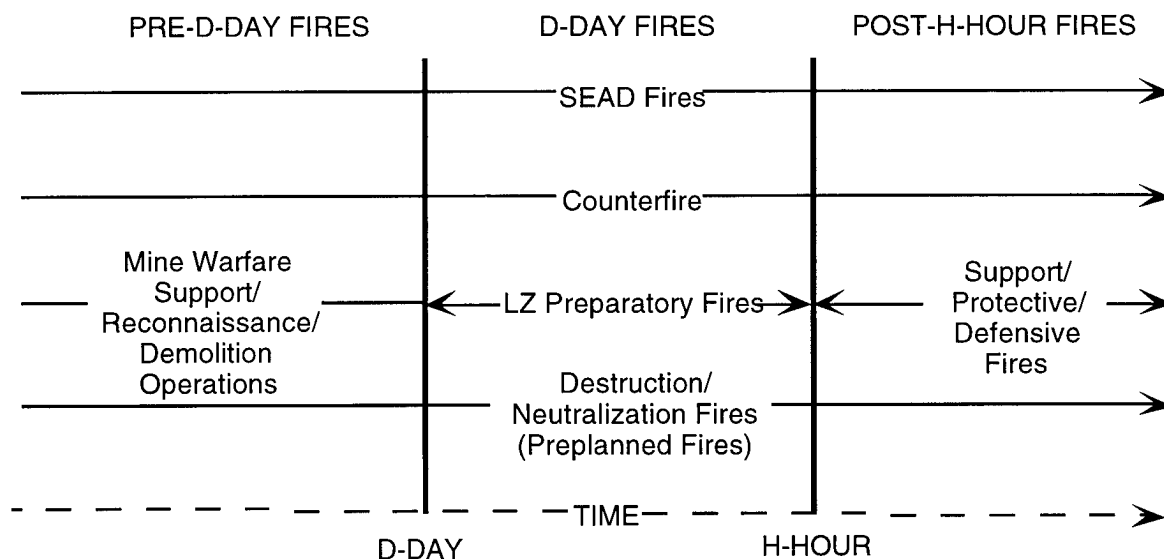 PRE-D-DAY FIRES
D-DAY FIRES
POST-H-HOUR FIRES
SEAD Fires
Counterfire
Mine Warfare
Support/
Reconnaissance/
Demolition
Operations
LZ Preparatory Fires
Support/
Protective/
Defensive
Fires
Destruction/
Neutralization Fires
(Preplanned Fires)
TIME
D-DAY
H-HOUR